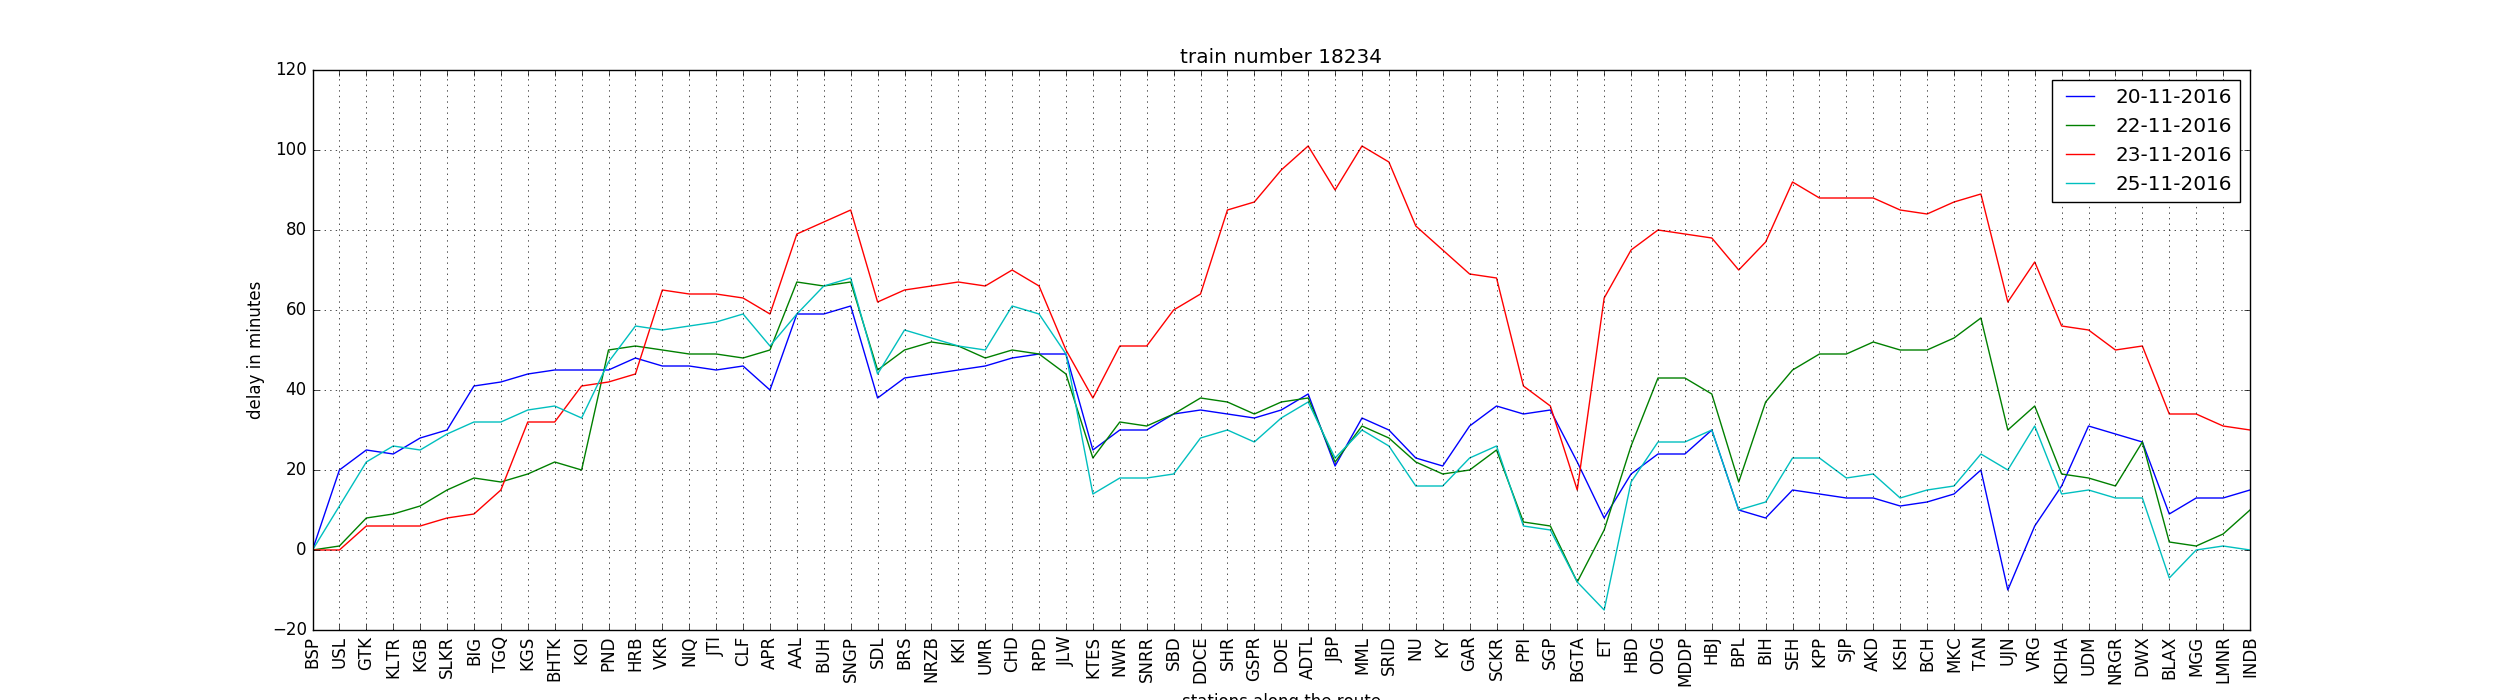 train number 18234
120
100
80
60
40
20
0
−20
delay in minutes
20-11-2016
22-11-2016
23-11-2016
25-11-2016
BSP
USL
GTK
KLTR
KGB
SLKR
BIG
TGQ
KGS
BHTK
KOI
PND
HRB
VKR
NIQ
JTI
CLF
APR
AAL
BUH
SNGP
SDL
BRS
NRZB
KKI
UMR
CHD
RPD
JLW
KTES
NWR
SNRR
SBD
DDCE
SHR
GSPR
DOE
ADTL
JBP
MML
SRID
NU
KY
GAR
SCKR
PPI
SGP
BGTA
ET
HBD
ODG
MDDP
HBJ
BPL
BIH
SEH
KPP
SJP
AKD
KSH
BCH
MKC
TAN
UJN
VRG
KDHA
UDM
NRGR
DWX
BLAX
MGG
LMNR
INDB
stations along the route